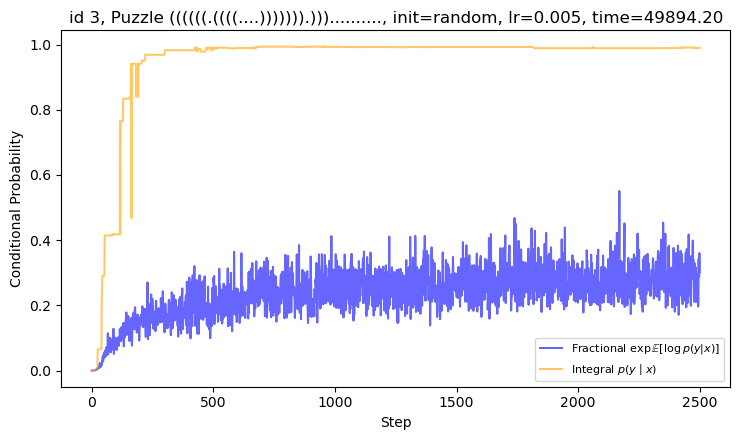 id 3, Puzzle ((((((.((((....))))))).))).........., init=random, lr=0.005, time=49894.20
Conditional Probability
1.0
0.8
0.6
0.4
0.2
0.0
0
500
1000
1500
2000
2500
Step
Fractional exp𝔼[log p(y|x)]
Integral p(y | x)